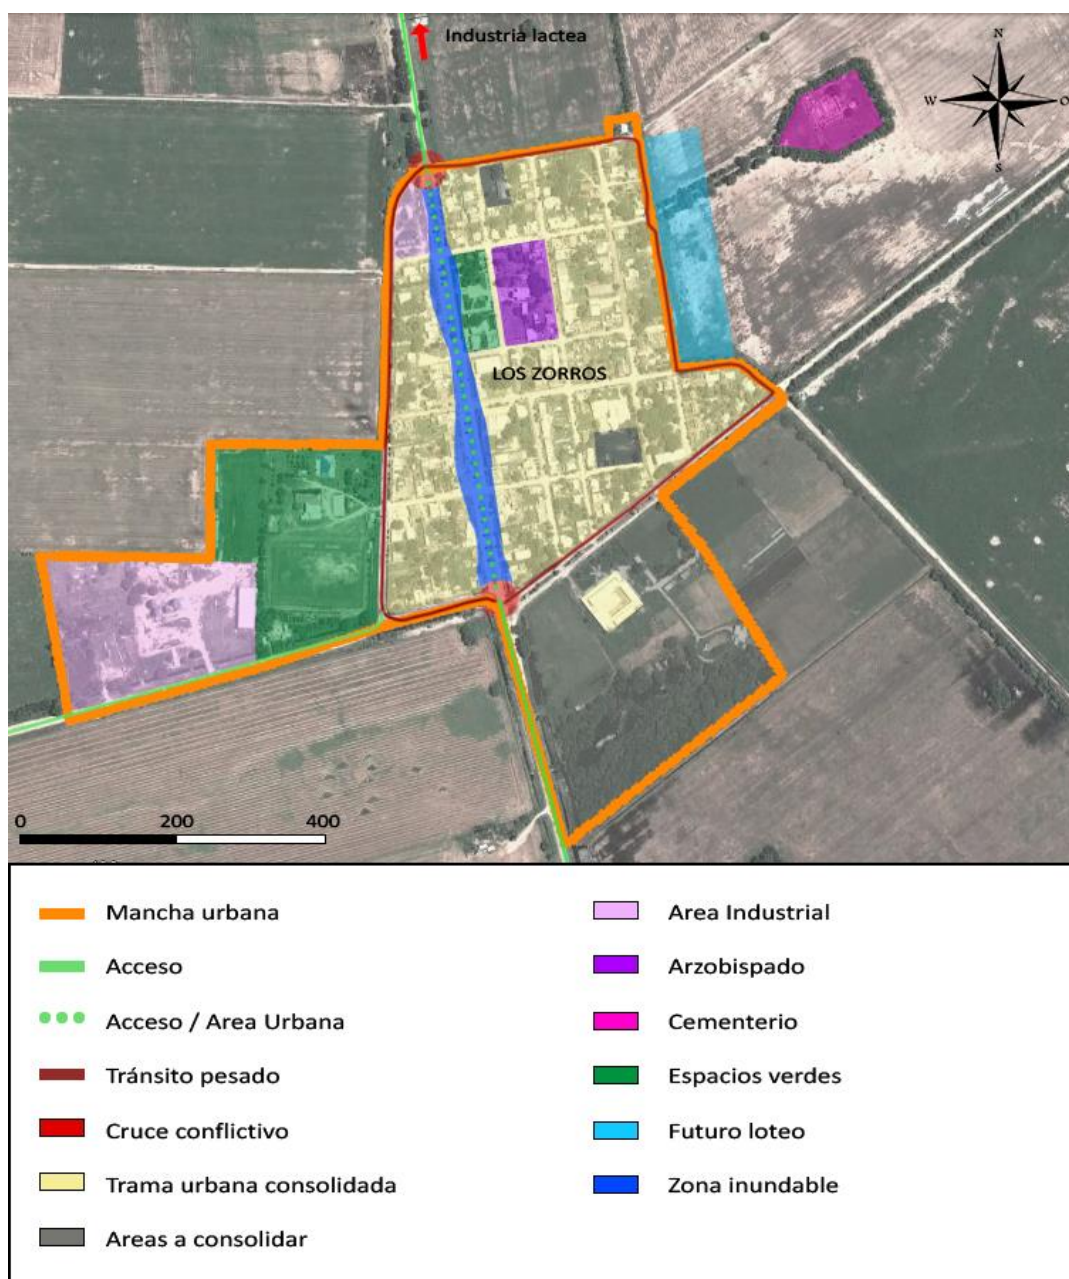 Industria lactea
N
W
O
S
LOS ZORROS
0 200 400
Mancha urbana
Acceso
Acceso / Area Urbana
Tránsito pesado
Cruce conflictivo
Trama urbana consolidada
Areas a consolidar
Area Industrial
Arzobispado
Cementerio
Espacios verdes
Futuro loteo
Zona inundable